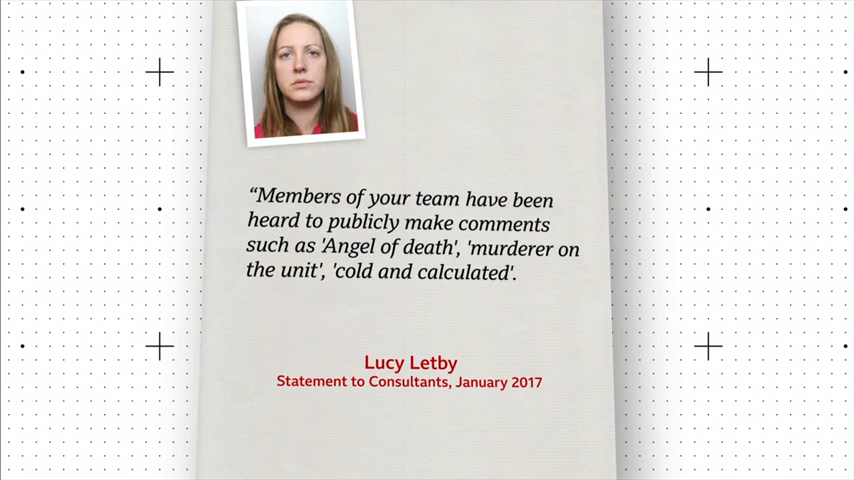 “Members of your team have been
heard to publicly make comments
such as 'Angel of death', 'murderer on
the unit', 'cold and calculated'.
Lucy Letby
Statement to Consultants, January 2017